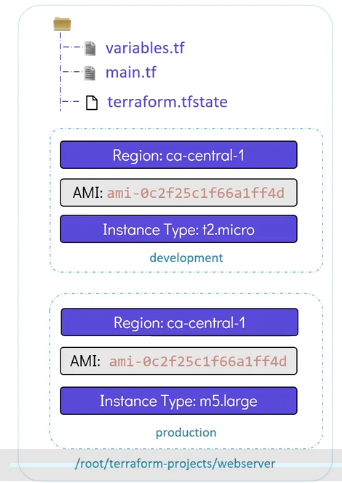 variables.tf
main.tf
terraform.tfstate
Region: ca-central-1
AMI: ami-0c2f25c1f66a1ff4d
Instance Type: t2.micro
development
Region: ca-central-1
AMI: ami-0c2f25c1f66a1ff4d
Instance Type: m5.large
production
/root/terraform-projects/webserver